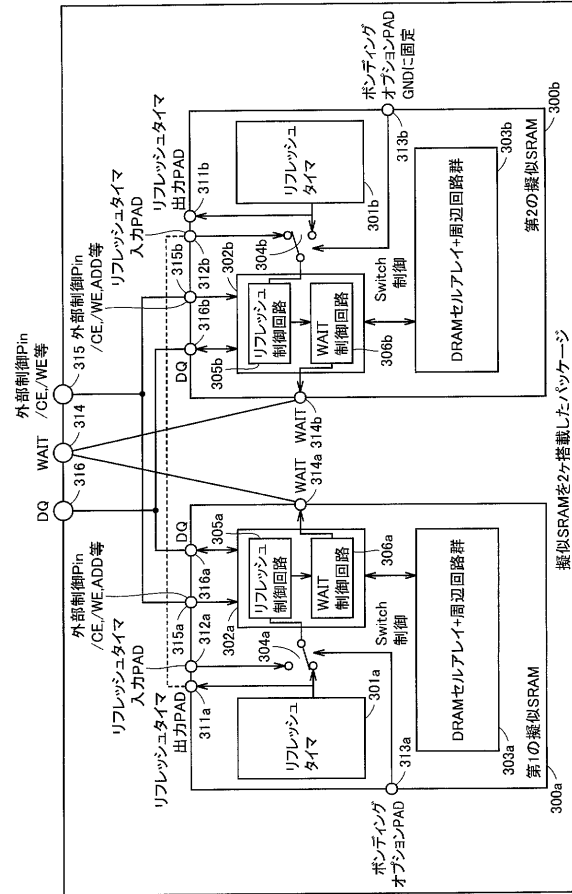 DQ
WAIT
外部制御Pin
/CE,/WE等
316
314
315
外部制御Pin
/CE,/WE,ADD等
リフレッシュタイマ
入力PAD
リフレッシュタイマ
出力PAD
311a
312a
315a
316a
DQ
302a
304a
305a
リフレッシュ
制御回路
WAIT
制御回路
306a
リフレッシュ
タイマ
301a
Switch
制御
DRAMセルアレイ+周辺回路群
303a
第1の擬似SRAM
300a
313a
ボンディング
オプションPAD
WAIT
314a
WAIT
314b
DQ
316b
315b
外部制御Pin
/CE,/WE,ADD等
312b
リフレッシュタイマ
入力PAD
311b
リフレッシュタイマ
出力PAD
302b
304b
305b
リフレッシュ
制御回路
WAIT
制御回路
306b
リフレッシュ
タイマ
301b
Switch
制御
DRAMセルアレイ+周辺回路群
303b
第2の擬似SRAM
300b
313b
ボンディング
オプションPAD
GNDに固定
擬似SRAMを2ヶ搭載したパッケージ